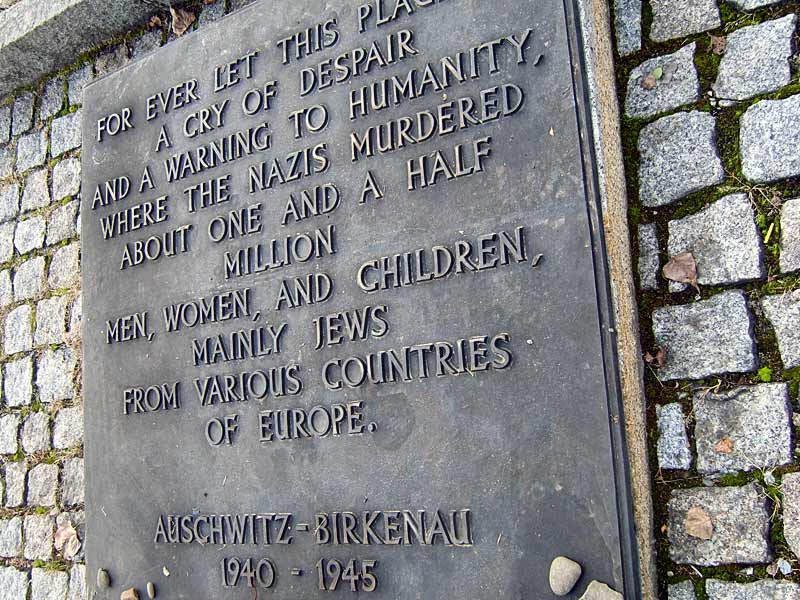 FOR EVER LET THIS PLACE
A CRY OF DESPAIR
AND A WARNING TO HUMANITY,
WHERE THE NAZIS MURDERED
ABOUT ONE AND A HALF
MILLION
MEN, WOMEN, AND CHILDREN,
MAINLY JEWS
FROM VARIOUS COUNTRIES
OF EUROPE.
AUSCHWITZ-BIRKENAU
1940 - 1945